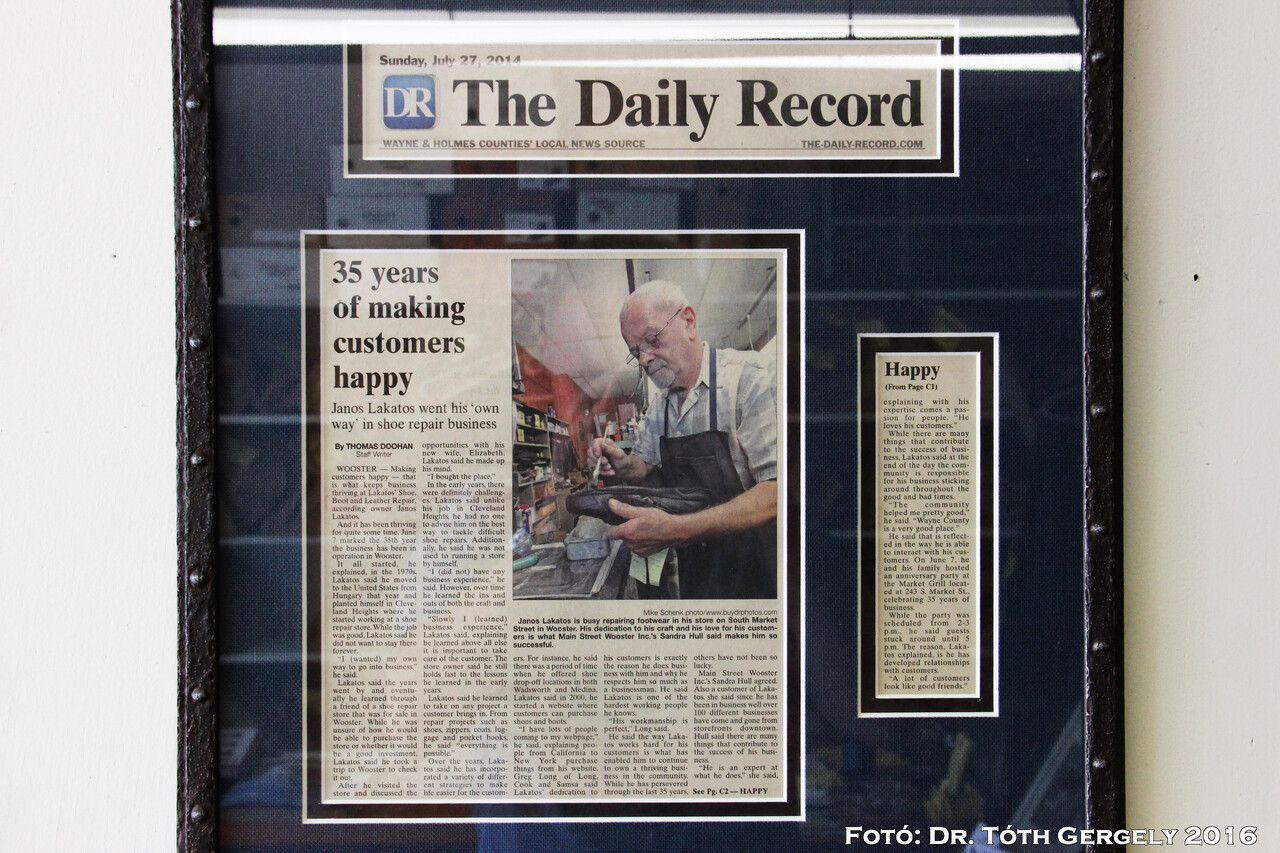 Sunday, July 27, 2014
DR The Daily Record
WAYNE & HOLMES COUNTIES' LOCAL NEWS SOURCE THE-DAILY-RECORD.COM
35 years
of making
customers
happy
Janos Lakatos went his 'own
way' in shoe repair business
By THOMAS DOOHAN
Staff Writer
WOOSTER — Making
customers happy — that
is what keeps business
thriving at Lakatos' Shoe,
Boot and Leather Repair,
according owner Janos
Lakatos.
And it has been thriving
for quite some time. June
7 marked the 35th year
the business has been in
operation in Wooster.
It all started, he
explained, in the 1970s.
Lakatos said he moved
to the United States from
Hungary that year and
planted himself in Cleve-
land Heights where he
started working at a shoe
repair store. While the job
was good, Lakatos said he
did not want to stay there
forever.
"I (wanted) my own
way to go into business,"
he said.
Lakatos said the years
went by and eventu-
ally he learned through
a friend of a shoe repair
store that was for sale in
Wooster. While he was
unsure of how he would
be able to purchase the
store or whether it would
be a good investment,
Lakatos said he took a
trip to Wooster to check
it out.
After he visited the
store and discussed the
opportunities with his
new wife, Elizabeth,
Lakatos said he made up
his mind.
"I bought the place."
In the early years, there
were definitely challeng-
es. Lakatos said unlike
his job in Cleveland
Heights, he had no one
to advise him on the best
way to tackle difficult
shoe repairs. Addition-
ally, he said he was not
used to running a store
by himself.
"I (did not) have any
business experience," he
said. However, over time
he learned the ins and
outs of both the craft and
business.
"Slowly I (learned)
business experience,"
Lakatos said, explaining
he learned above all else
it is important to take
care of the customer. The
store owner said he still
holds fast to the lessons
he learned in the early
years.
Lakatos said he learned
to take on any project a
customer brings in. From
repair projects such as
shoes, zippers, coats, lug-
gage and pocket books,
he said "everything is
possible."
Over the years, Laka-
tos said he has incorpo-
rated a variety of differ-
ent strategies to make
life easier for the custom-
Mike Schenk photo/www.buydrphotos.com
Janos Lakatos is busy repairing footwear in his store on South Market
Street in Wooster. His dedication to his craft and his love for his custom-
ers is what Main Street Wooster Inc.'s Sandra Hull said makes him so
successful.
ers. For instance, he said
there was a period of time
when he offered shoe
drop-off locations in both
Wadsworth and Medina.
Lakatos said in 2000, he
started a website where
customers can purchase
shoes and boots.
"I have lots of people
coming to my webpage,"
he said, explaining peo-
ple from California to
New York purchase
things from his website.
Greg Long of Long,
Cook and Samsa said
Lakatos' dedication to
his customers is exactly
the reason he does busi-
ness with him and why he
respects him so much as
a businessman. He said
Lakatos is one of the
hardest working people
he knows.
"His workmanship is
perfect," Long said.
He said the way Laka-
tos works hard for his
customers is what has
enabled him to continue
to own a thriving busi-
ness in the community.
While he has persevered
through the last 35 years,
others have not been so
lucky.
Main Street Wooster
Inc.'s Sandra Hull agreed.
Also a customer of Laka-
tos, she said since he has
been in business well over
100 different businesses
have come and gone from
storefronts downtown.
Hull said there are many
things that contribute to
the success of his busi-
ness.
"He is an expert at
what he does," she said,
See Pg. C2 — HAPPY
Happy
(From Page C1)
explaining with his
expertise comes a pas-
sion for people. "He
loves his customers."
While there are many
things that contribute
to the success of busi-
ness, Lakatos said at the
end of the day the com-
munity is responsible
for his business sticking
around throughout the
good and bad times.
"The community
helped me pretty good,"
he said. "Wayne County
is a very good place."
He said that is reflect-
ed in the way he is able
to interact with his cus-
tomers. On June 7, he
and his family hosted
an anniversary party at
the Market Grill locat-
ed at 243 S. Market St.,
celebrating 35 years of
business.
While the party was
scheduled from 2-3
p.m., he said guests
stuck around until 5
p.m. The reason, Laka-
tos explained, is he has
developed relationships
with customers.
"A lot of customers
look like good friends."
Fotó: Dr. Tóth Gergely 2016